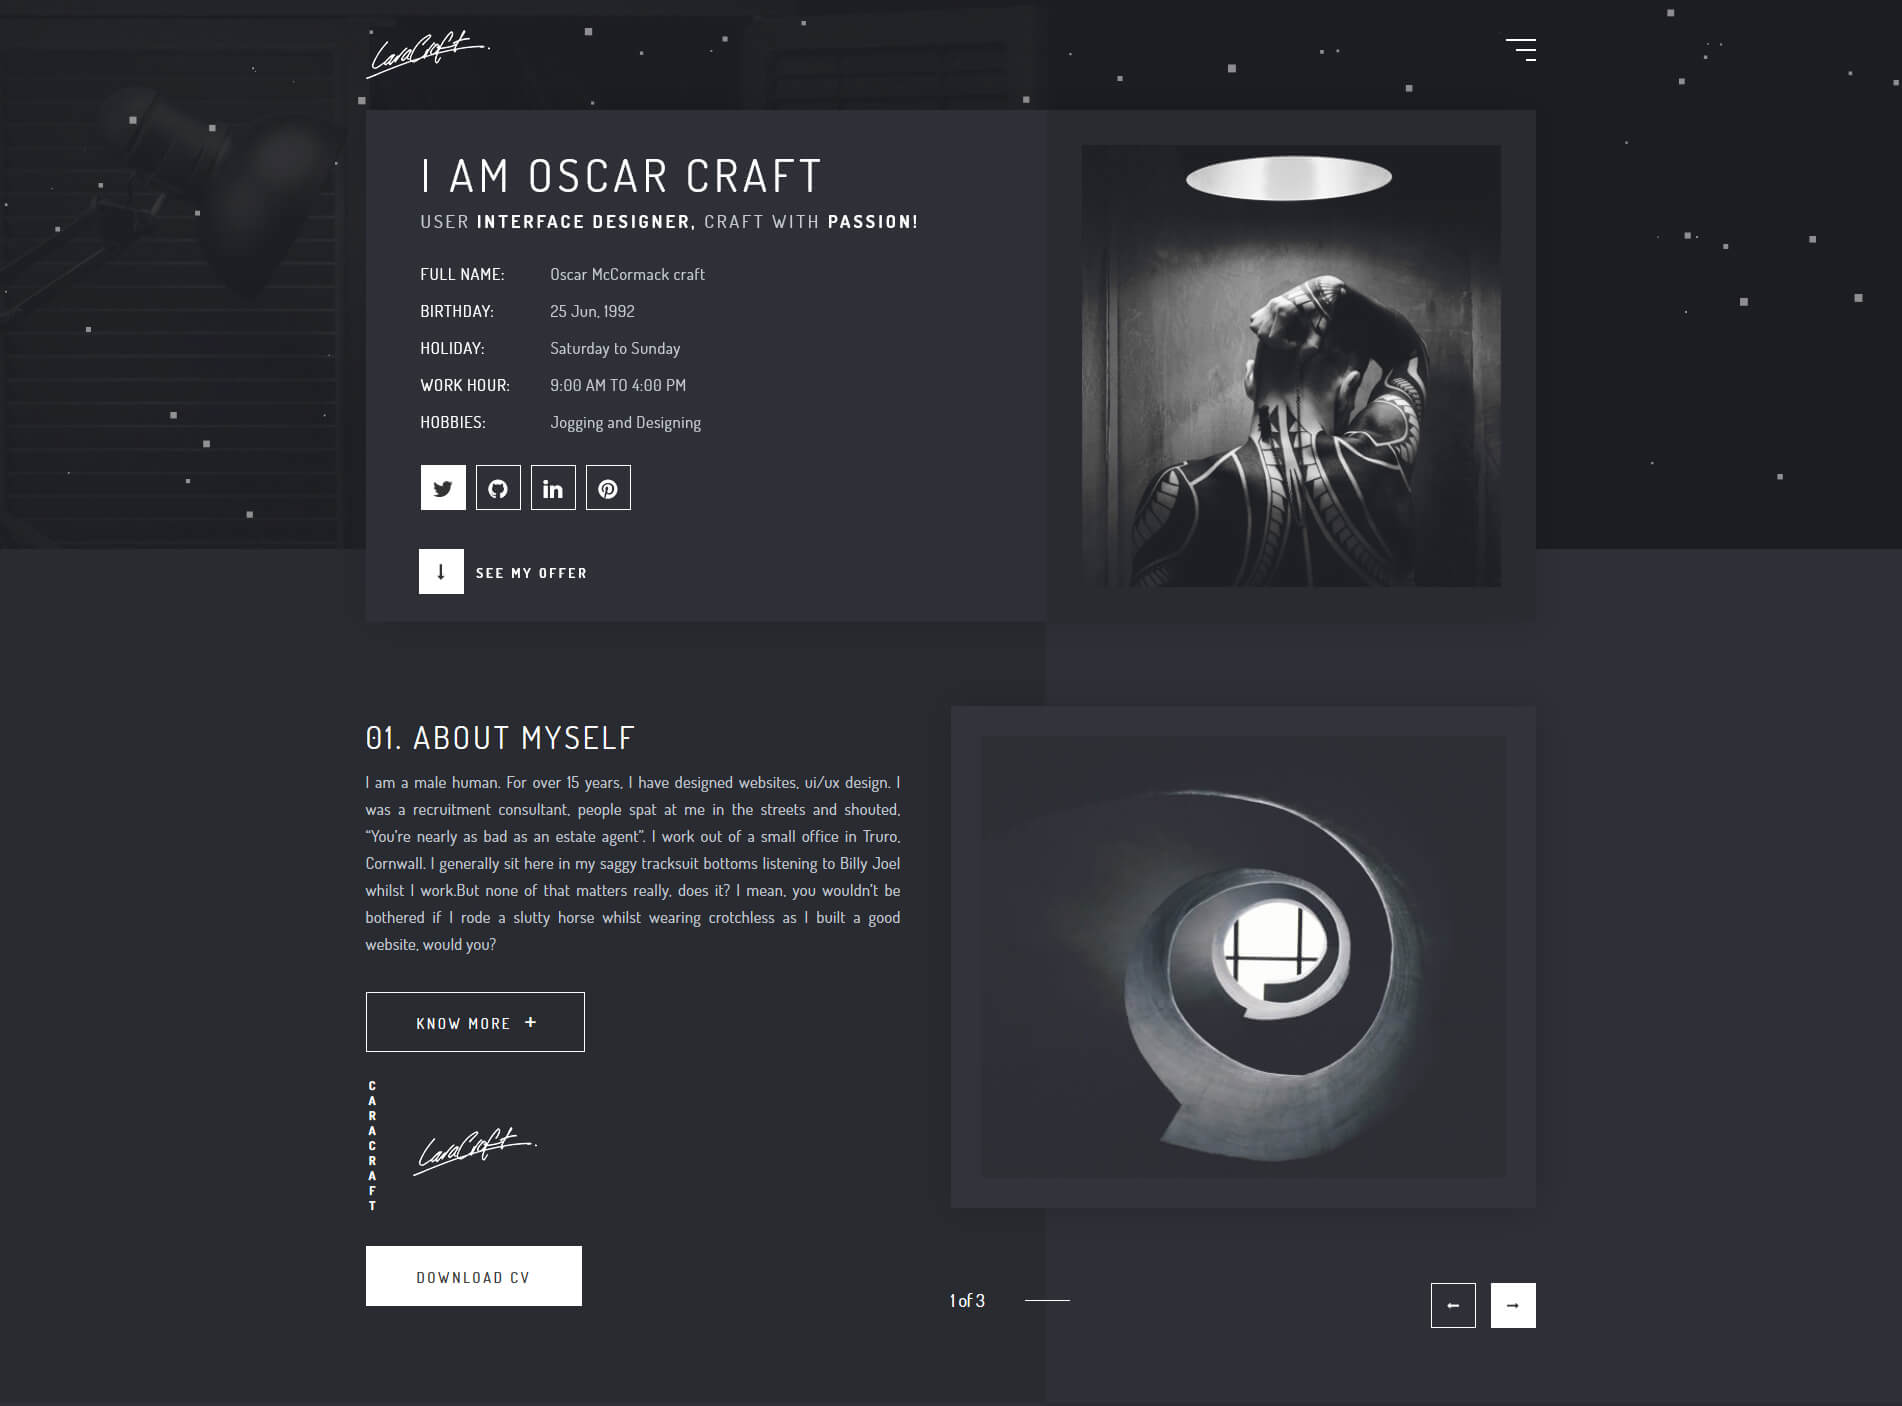 LaraCraft.
I AM OSCAR CRAFT
USER INTERFACE DESIGNER, CRAFT WITH PASSION!
FULL NAME: Oscar McCormack craft
BIRTHDAY: 25 Jun, 1992
HOLIDAY: Saturday to Sunday
WORK HOUR: 9:00 AM TO 4:00 PM
HOBBIES: Jogging and Designing
in
SEE MY OFFER
01. ABOUT MYSELF
I am a male human. For over 15 years, I have designed websites, ui/ux design. I
was a recruitment consultant, people spat at me in the streets and shouted,
“You’re nearly as bad as an estate agent”. I work out of a small office in Truro,
Cornwall. I generally sit here in my saggy tracksuit bottoms listening to Billy Joel
whilst I work.But none of that matters really, does it? I mean, you wouldn’t be
bothered if I rode a slutty horse whilst wearing crotchless as I built a good
website, would you?
KNOW MORE +
CARACRAFT
LaraCraft.
DOWNLOAD CV
1 of 3